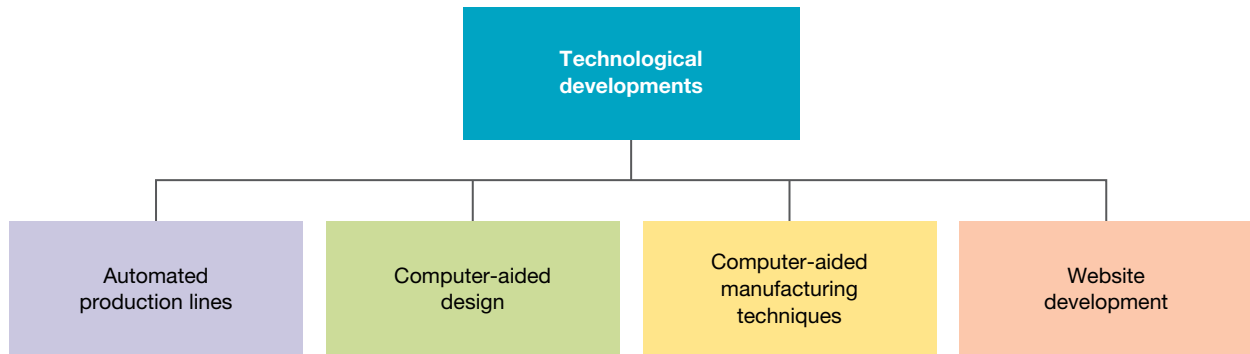 Technological
developments
Automated
production lines
Computer-aided
design
Computer-aided
manufacturing
techniques
Website
development